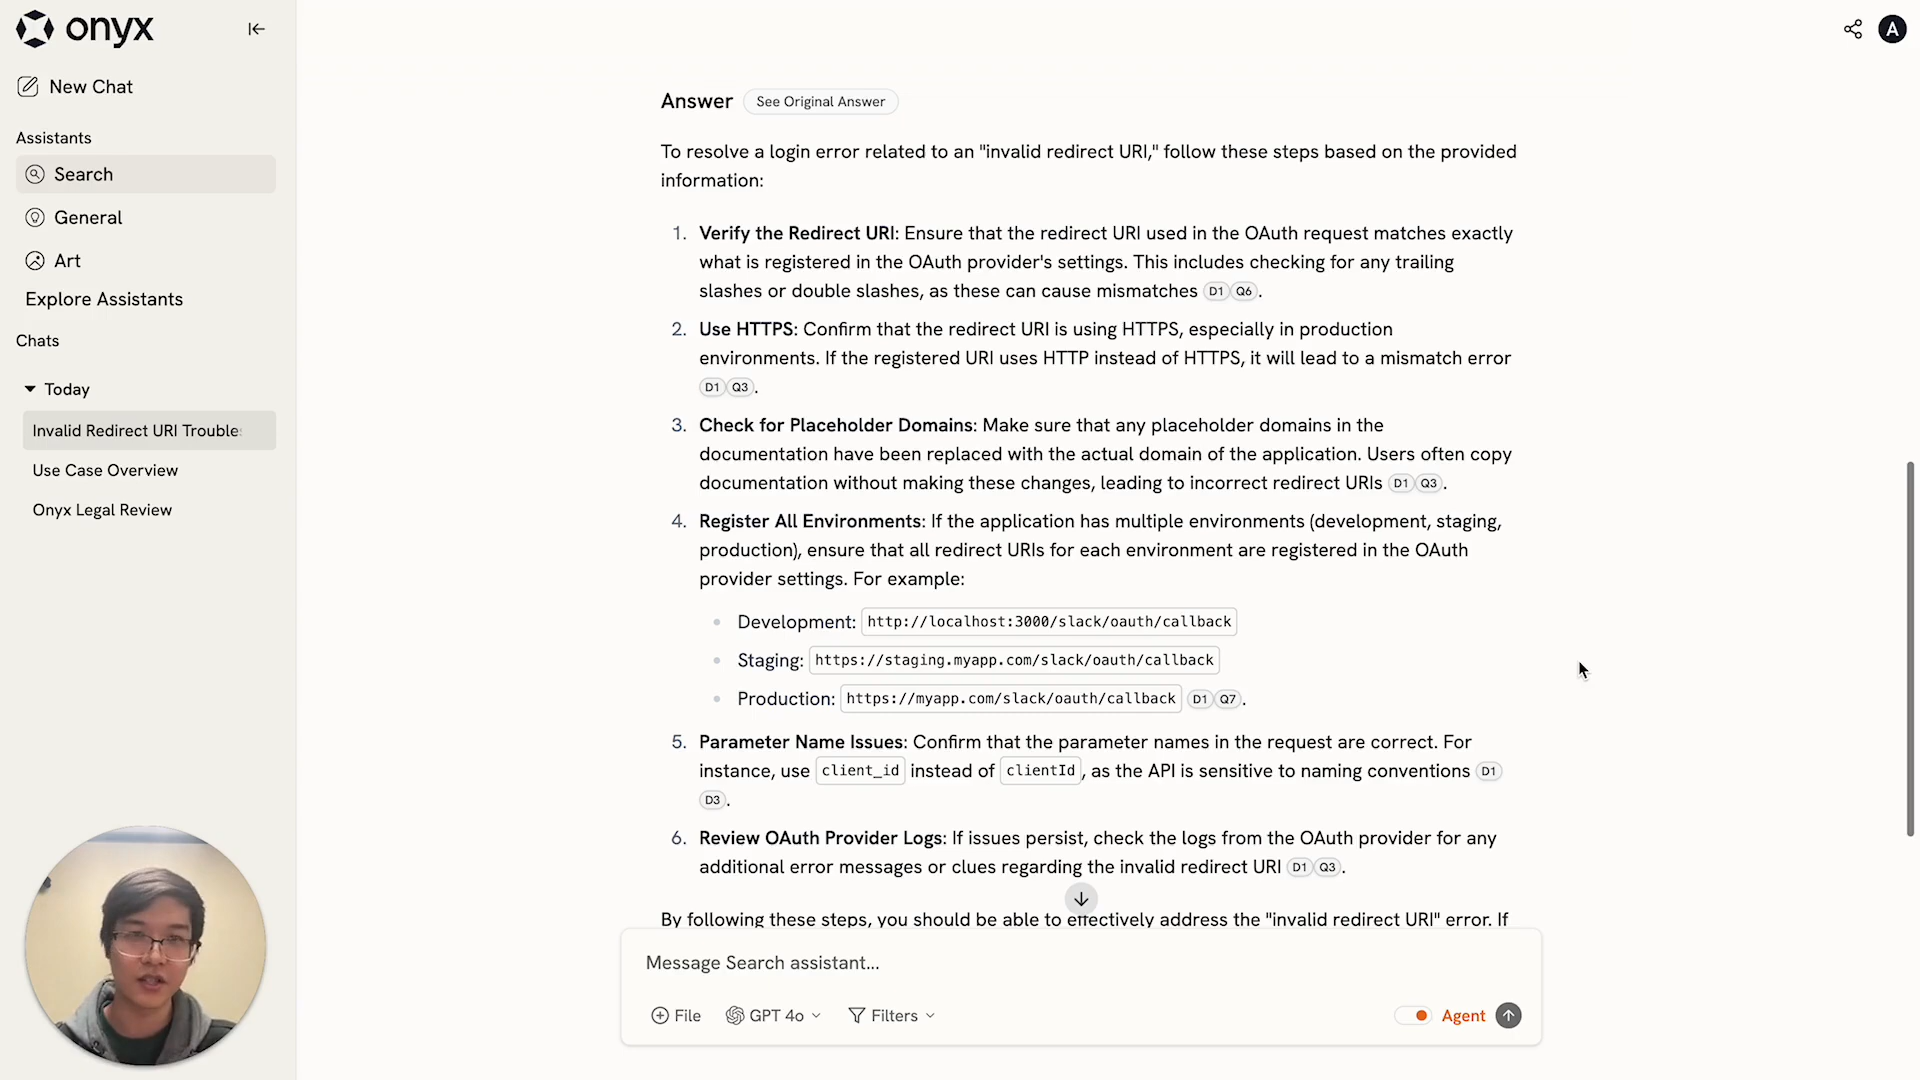 onyx
New Chat
Assistants
Search
General
Art
Explore Assistants
Chats
Today
Invalid Redirect URI Trouble
Use Case Overview
Onyx Legal Review
A
Answer See Original Answer
To resolve a login error related to an "invalid redirect URI," follow these steps based on the provided
information:
1. Verify the Redirect URI: Ensure that the redirect URI used in the OAuth request matches exactly
what is registered in the OAuth provider's settings. This includes checking for any trailing
slashes or double slashes, as these can cause mismatches D1 Q6.
2. Use HTTPS: Confirm that the redirect URI is using HTTPS, especially in production
environments. If the registered URI uses HTTP instead of HTTPS, it will lead to a mismatch error
D1 Q3.
3. Check for Placeholder Domains: Make sure that any placeholder domains in the
documentation have been replaced with the actual domain of the application. Users often copy
documentation without making these changes, leading to incorrect redirect URIs D1 Q3.
4. Register All Environments: If the application has multiple environments (development, staging,
production), ensure that all redirect URIs for each environment are registered in the OAuth
provider settings. For example:
• Development: http://localhost:3000/slack/oauth/callback
• Staging: https://staging.myapp.com/slack/oauth/callback
• Production: https://myapp.com/slack/oauth/callback D1 Q7.
5. Parameter Name Issues: Confirm that the parameter names in the request are correct. For
instance, use client_id instead of clientId, as the API is sensitive to naming conventions D1
D3.
6. Review OAuth Provider Logs: If issues persist, check the logs from the OAuth provider for any
additional error messages or clues regarding the invalid redirect URI D1 Q3.
By following these steps, you should be able to effectively address the "invalid redirect URI" error. If
Message Search assistant...
File GPT 4o Filters Agent